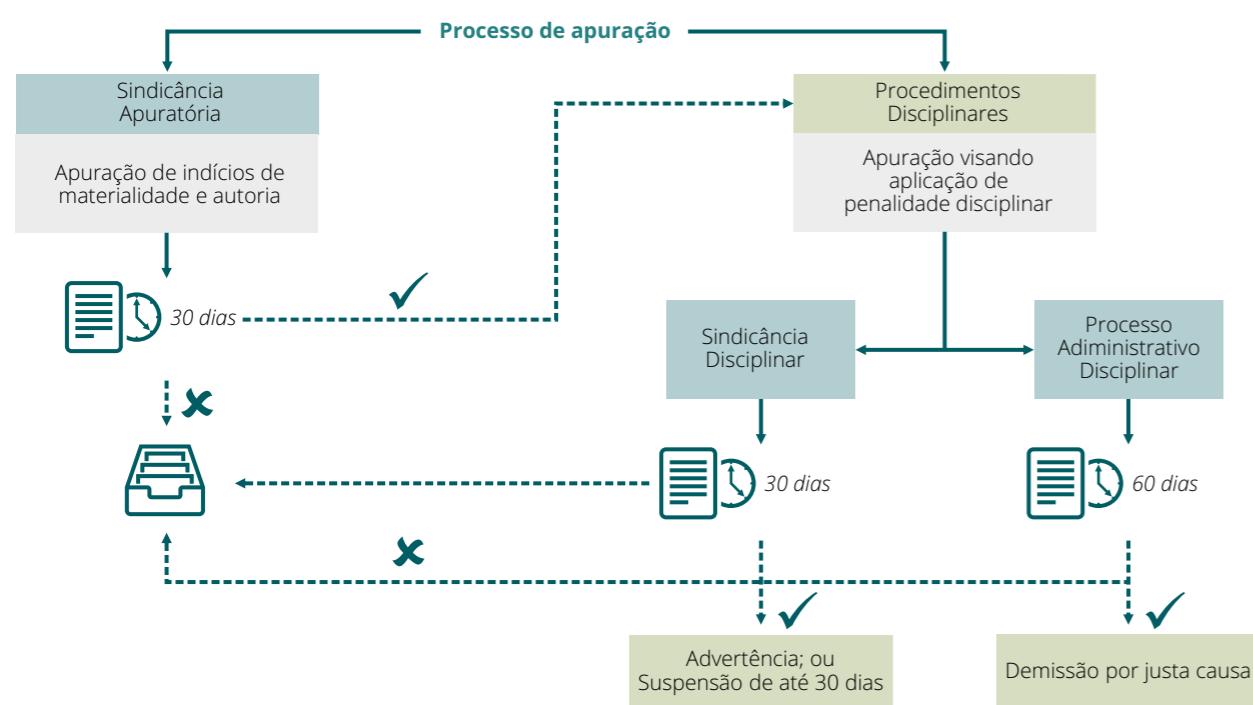 Processo de apuração
Sindicância
Apuratória
Apuração de indícios de
materialidade e autoria
30 dias
Procedimentos
Disciplinares
Apuração visando
aplicação de
penalidade disciplinar
Sindicância
Disciplinar
30 dias
Processo
Adiministrativo
Disciplinar
60 dias
Advertência; ou
Suspensão de até 30 dias
Demissão por justa causa